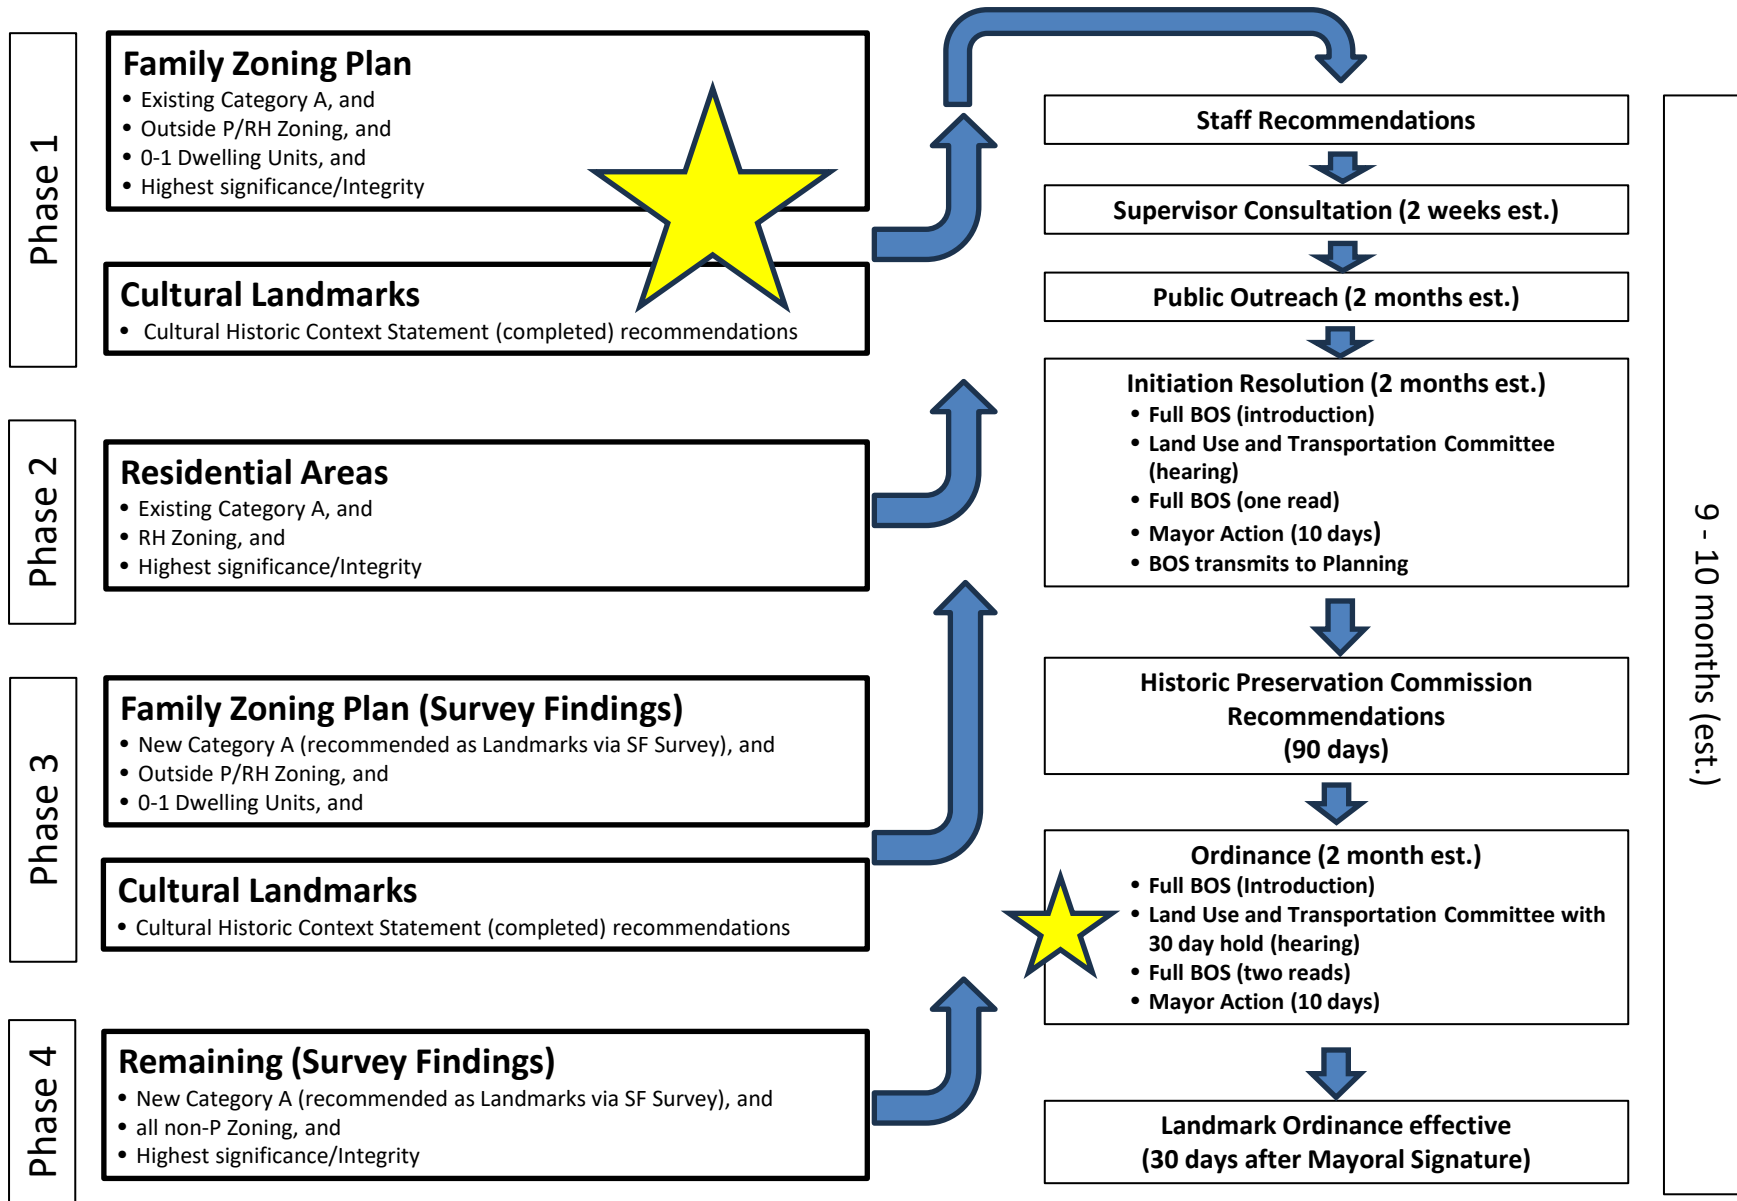 Phase 1
Family Zoning Plan
• Existing Category A, and
• Outside P/RH Zoning, and
• 0-1 Dwelling Units, and
• Highest significance/Integrity
Cultural Landmarks
• Cultural Historic Context Statement (completed) recommendations
Phase 2
Residential Areas
• Existing Category A, and
• RH Zoning, and
• Highest significance/Integrity
Phase 3
Family Zoning Plan (Survey Findings)
• New Category A (recommended as Landmarks via SF Survey), and
• Outside P/RH Zoning, and
• 0-1 Dwelling Units, and
Cultural Landmarks
• Cultural Historic Context Statement (completed) recommendations
Phase 4
Remaining (Survey Findings)
• New Category A (recommended as Landmarks via SF Survey), and
• all non-P Zoning, and
• Highest significance/Integrity
Staff Recommendations
Supervisor Consultation (2 weeks est.)
Public Outreach (2 months est.)
Initiation Resolution (2 months est.)
• Full BOS (introduction)
• Land Use and Transportation Committee
(hearing)
• Full BOS (one read)
• Mayor Action (10 days)
• BOS transmits to Planning
Historic Preservation Commission
Recommendations
(90 days)
Ordinance (2 month est.)
• Full BOS (Introduction)
• Land Use and Transportation Committee with
30 day hold (hearing)
• Full BOS (two reads)
• Mayor Action (10 days)
Landmark Ordinance effective
(30 days after Mayoral Signature)
9 - 10 months (est.)